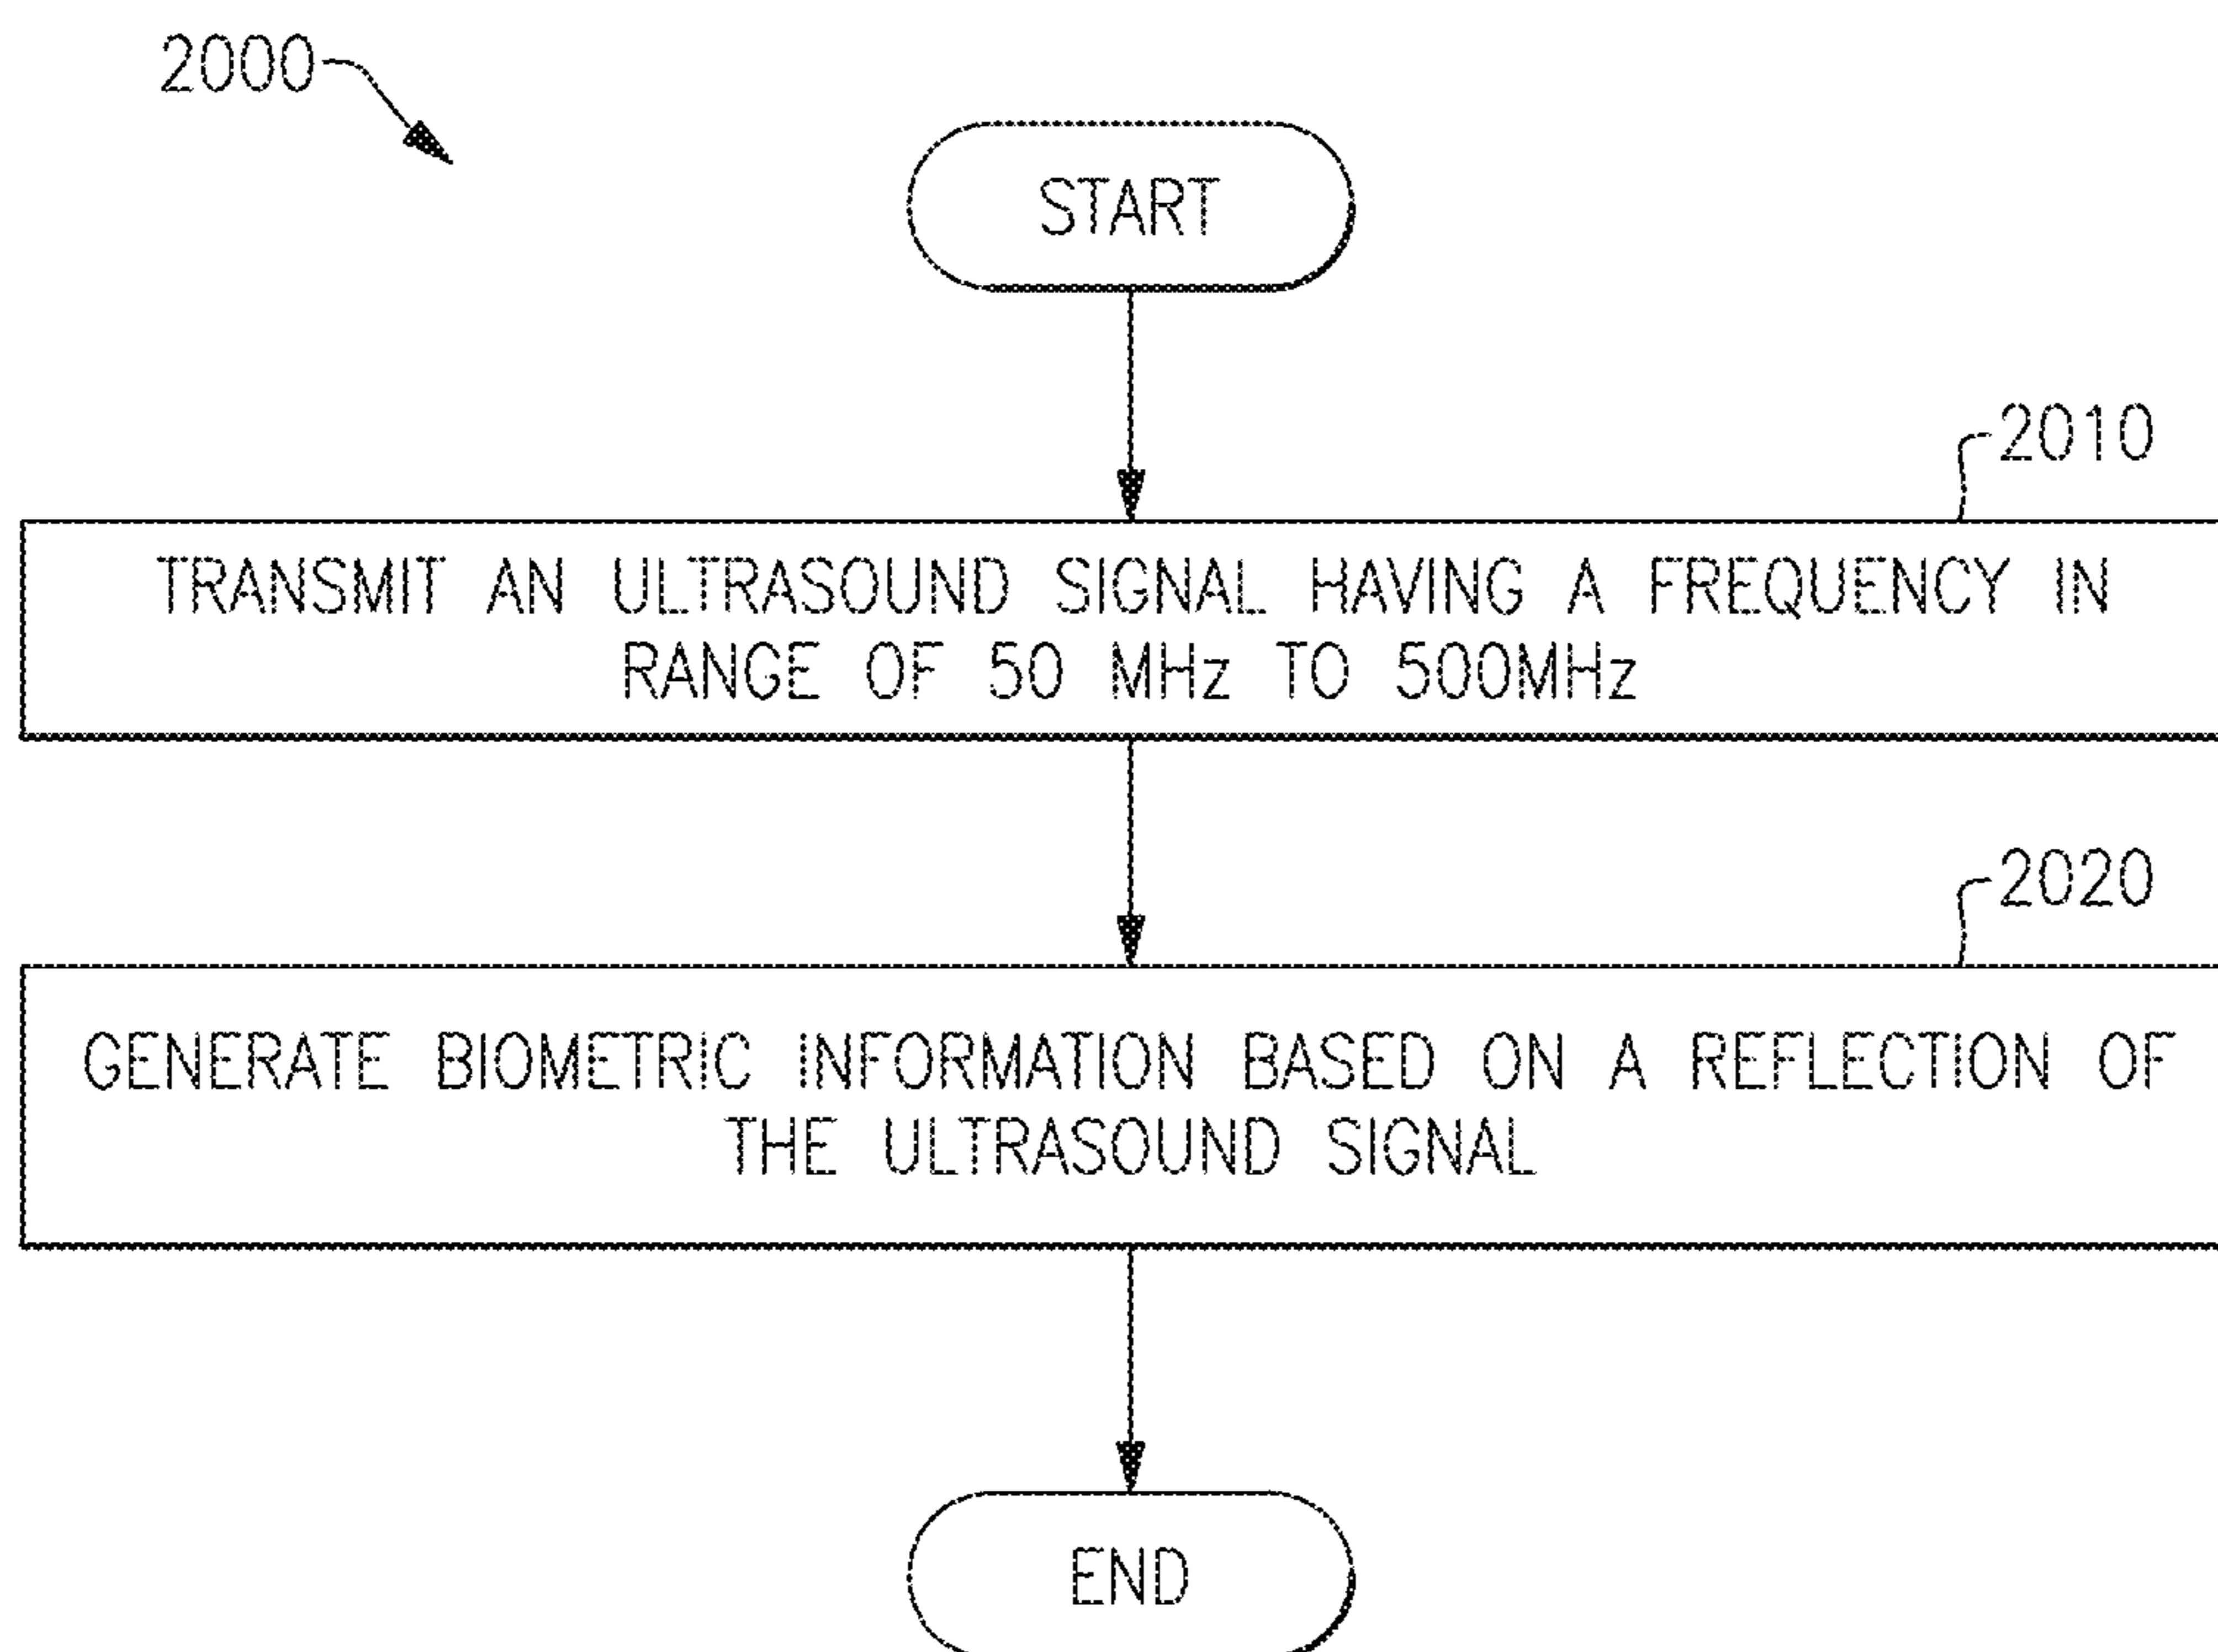 2000
START
2010
TRANSMIT AN ULTRASOUND SIGNAL HAVING A FREQUENCY IN
RANGE OF 50 MHz TO 500MHz
2020
GENERATE BIOMETRIC INFORMATION BASED ON A REFLECTION OF
THE ULTRASOUND SIGNAL
END